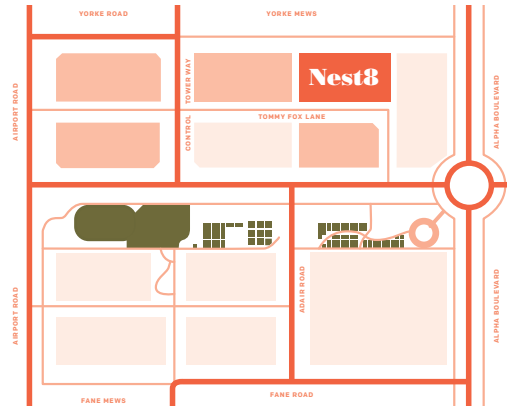 YORKE ROAD
YORKE MEWS
AIRPORT ROAD
CONTROL TOWER WAY
Nest8
ALPHA BOULEVARD
TOMMY FOX LANE
AIRPORT ROAD
ADAIR ROAD
ALPHA BOULEVARD
FANE MEWS
FANE ROAD